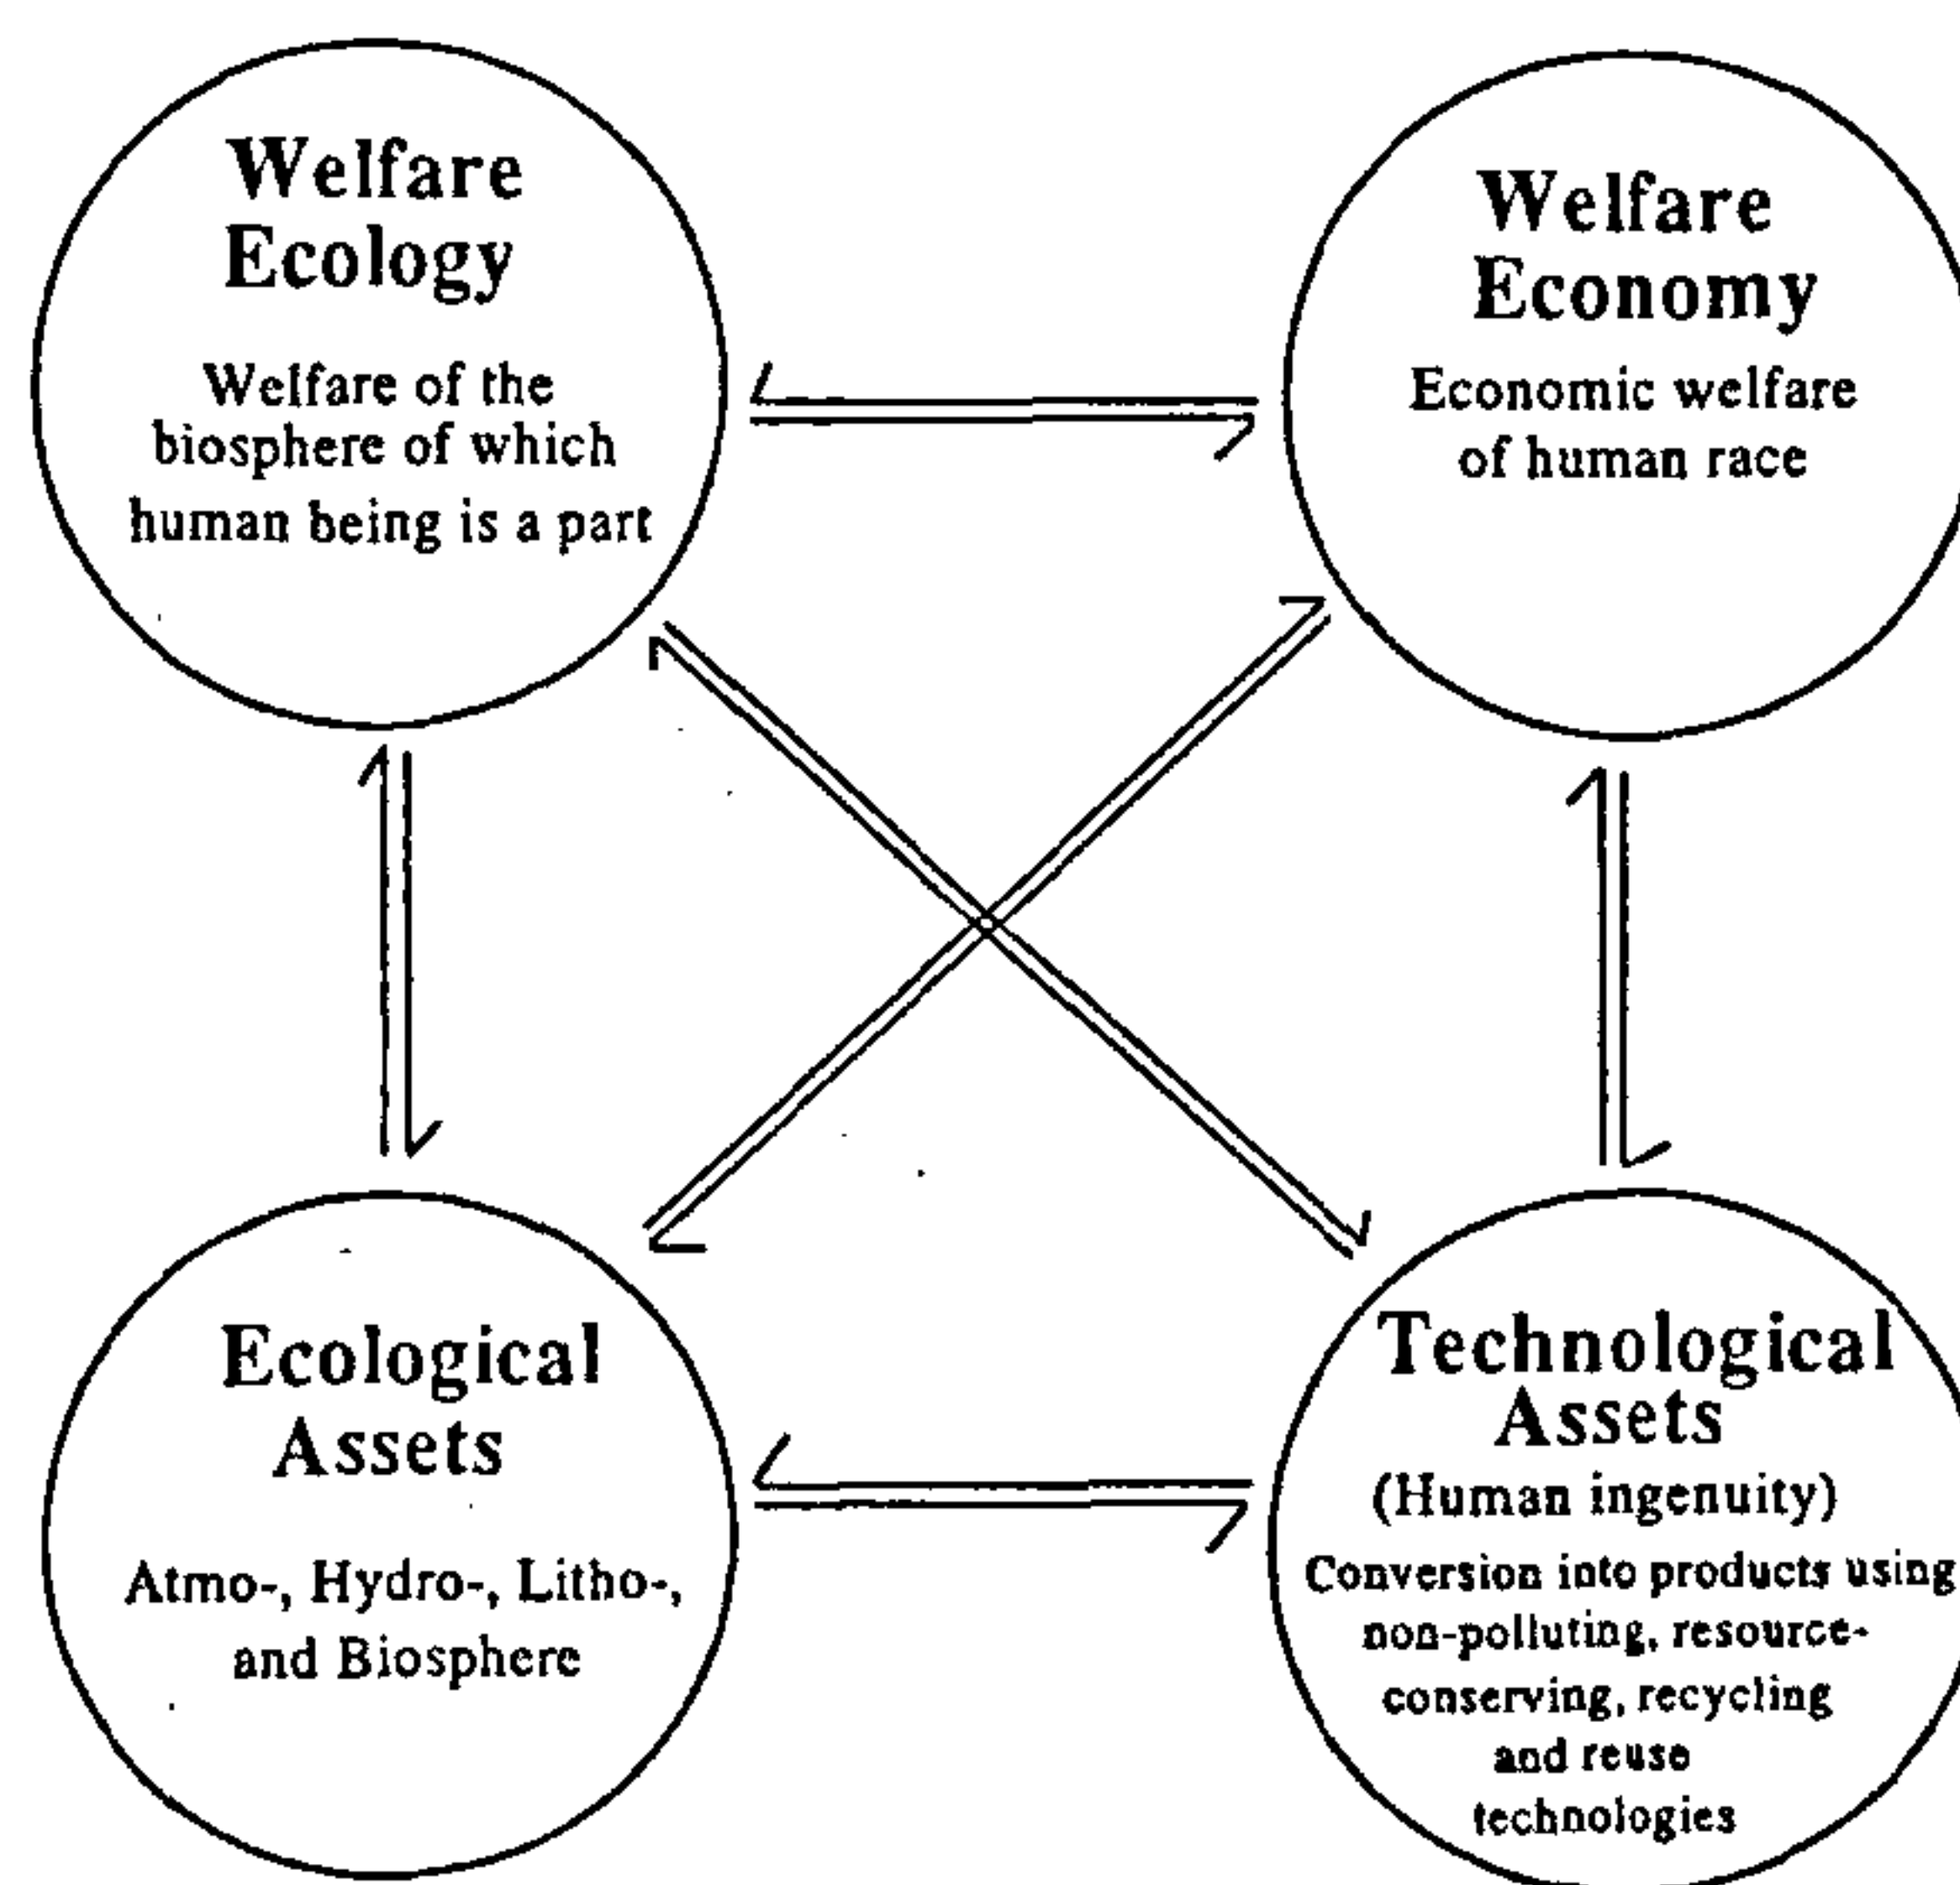 Welfare
Ecology
Welfare of the
biosphere of which
human being is a part
Welfare
Economy
Economic welfare
of human race
Ecological
Assets
Atmo-, Hydro-, Litho-,
and Biosphere
Technological
Assets
(Human ingenuity)
Conversion into products using
non-polluting, resource-
conserving, recycling
and reuse
technologies